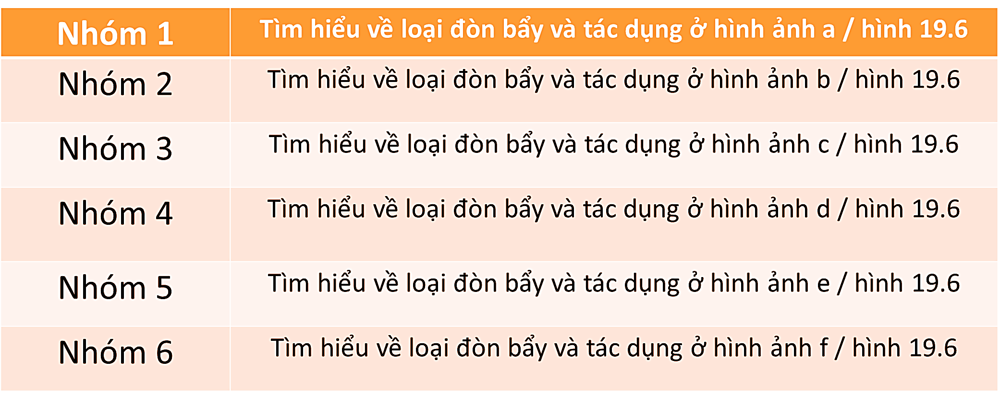 Nhóm 1
Tìm hiểu về loại đòn bẩy và tác dụng ở hình ảnh a / hình 19.6
Nhóm 2
Tìm hiểu về loại đòn bẩy và tác dụng ở hình ảnh b / hình 19.6
Nhóm 3
Tìm hiểu về loại đòn bẩy và tác dụng ở hình ảnh c / hình 19.6
Nhóm 4
Tìm hiểu về loại đòn bẩy và tác dụng ở hình ảnh d / hình 19.6
Nhóm 5
Tìm hiểu về loại đòn bẩy và tác dụng ở hình ảnh e / hình 19.6
Nhóm 6
Tìm hiểu về loại đòn bẩy và tác dụng ở hình ảnh f / hình 19.6